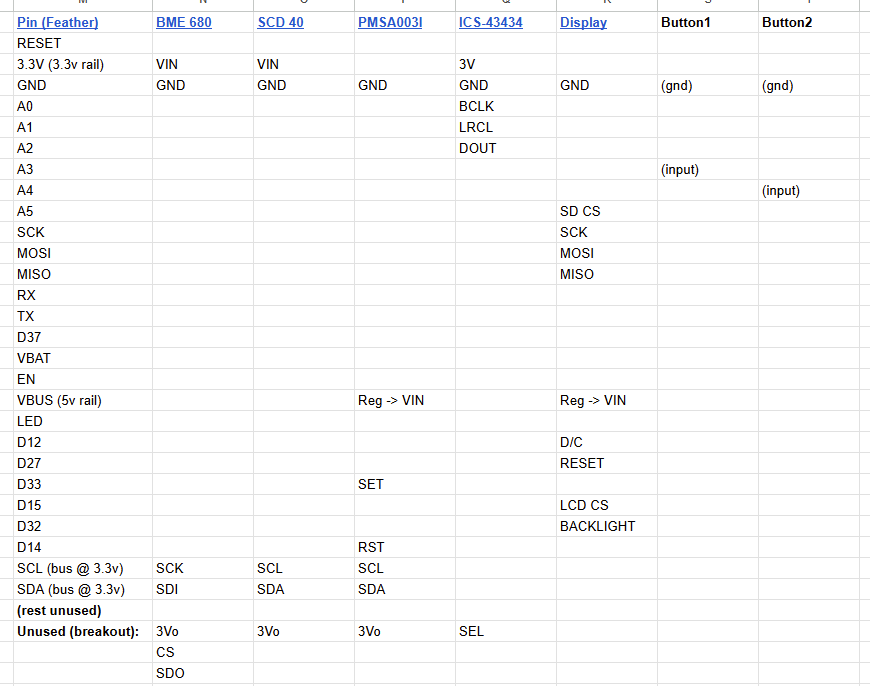 Pin (Feather) BME 680 SCD 40 PMSA003I ICS-43434 Display Button1 Button2
RESET
3.3V (3.3v rail) VIN VIN 3V
GND GND GND GND GND GND (gnd) (gnd)
A0 BCLK
A1 LRCL
A2 DOUT
A3 (input)
A4 (input)
A5 SD CS
SCK SCK
MOSI MOSI
MISO MISO
RX
TX
D37
VBAT
EN
VBUS (5v rail) Reg -> VIN Reg -> VIN
LED
D12 D/C
D27 RESET
D33 SET
D15 LCD CS
D32 BACKLIGHT
D14 RST
SCL (bus @ 3.3v) SCK SCL SCL
SDA (bus @ 3.3v) SDI SDA SDA
(rest unused)
Unused (breakout): 3Vo 3Vo 3Vo SEL
CS
SDO